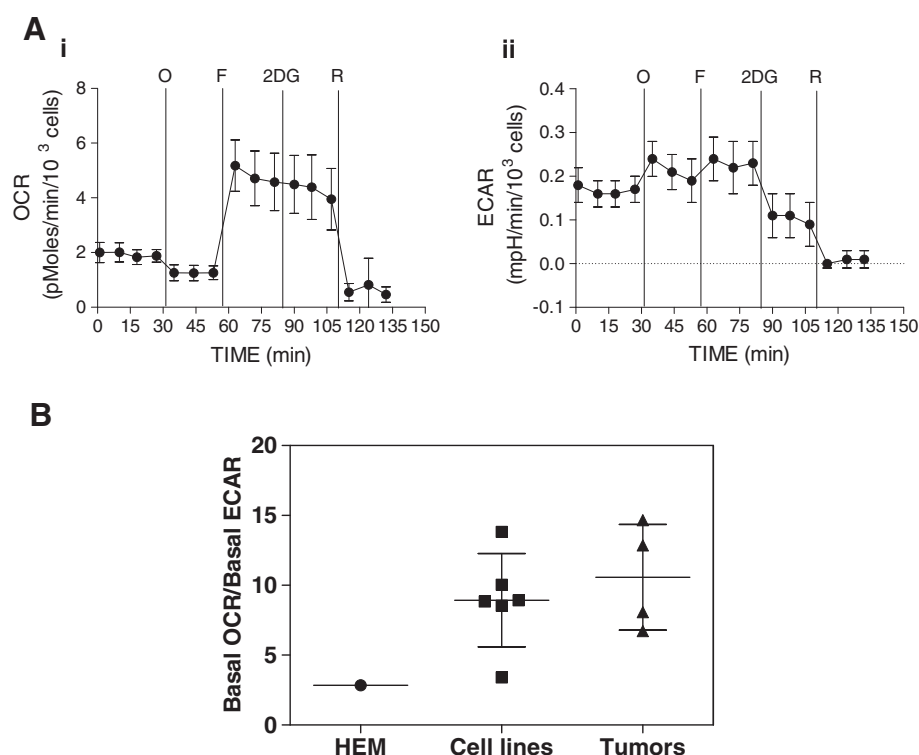 A
i
ii
O F 2DG R
8
6
4
2
0
OCR
(pMoles/min/10 3 cells)
0 15 30 45 60 75 90 105 120 135 150
TIME (min)
O F 2DG R
0.4
0.3
0.2
0.1
0.0
-0.1
ECAR
(mpH/min/10 3 cells)
0 15 30 45 60 75 90 105 120 135 150
TIME (min)
B
20
15
10
5
0
Basal OCR/Basal ECAR
HEM Cell lines Tumors